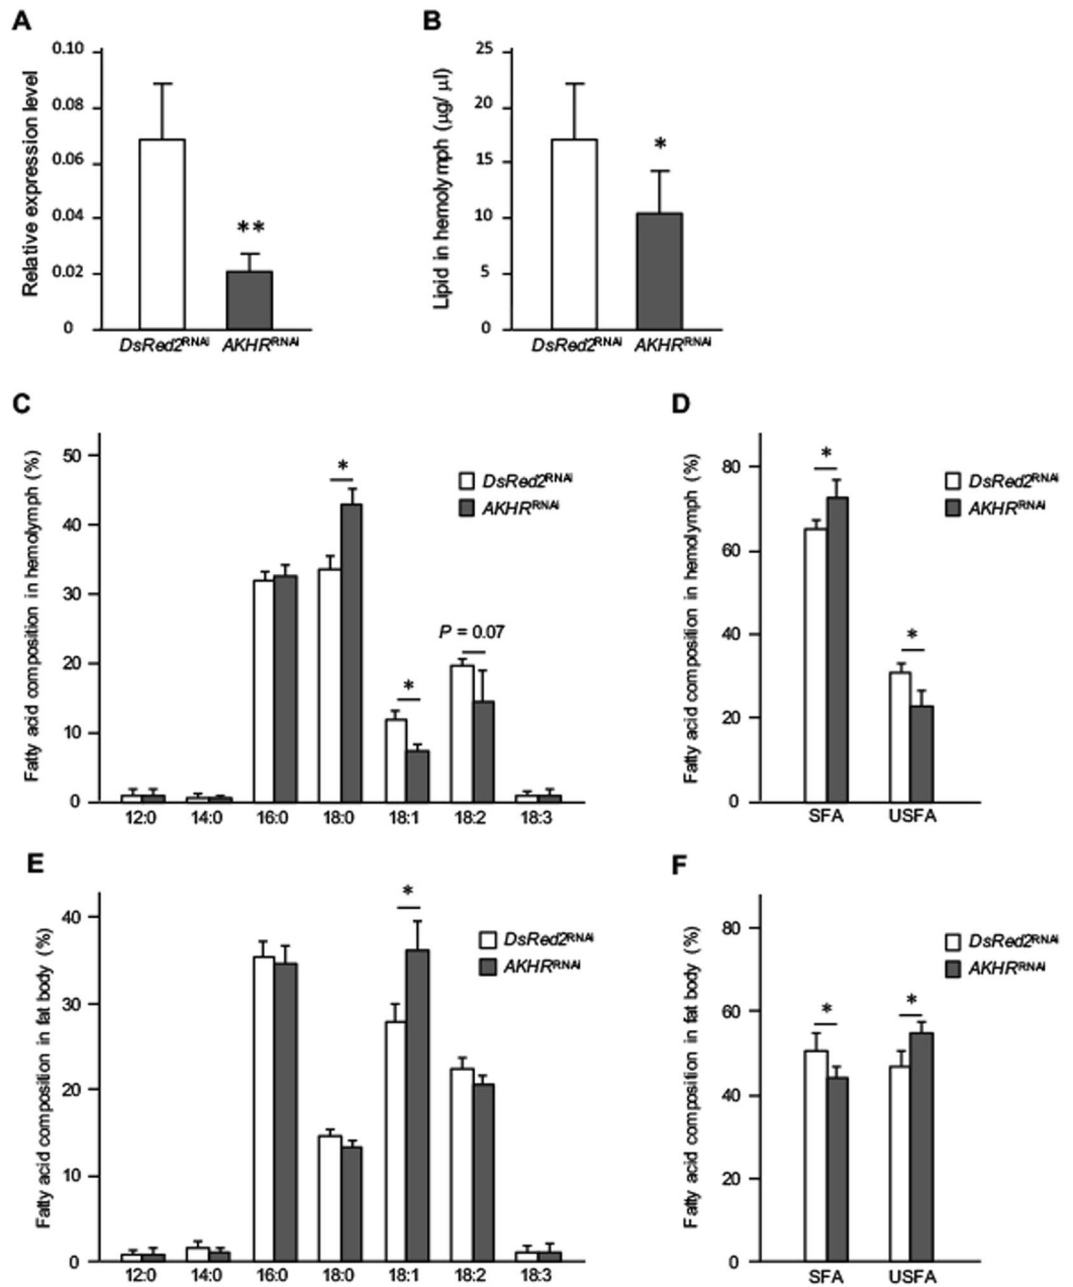 A
Relative expression level
0.10
0.08
0.06
0.04
0.02
0
**
DsRed2RNAi
AKHRRNAi
B
Lipid in hemolymph (μg/ μl)
25
20
15
10
5
0
*
DsRed2RNAi
AKHRRNAi
C
Fatty acid composition in hemolymph (%)
50
40
30
20
10
0
*
*
P = 0.07
DsRed2RNAi
AKHRRNAi
12:0
14:0
16:0
18:0
18:1
18:2
18:3
D
Fatty acid composition in hemolymph (%)
80
60
40
20
0
*
*
DsRed2RNAi
AKHRRNAi
SFA
USFA
E
Fatty acid composition in fat body (%)
40
30
20
10
0
*
DsRed2RNAi
AKHRRNAi
12:0
14:0
16:0
18:0
18:1
18:2
18:3
F
Fatty acid composition in fat body (%)
80
60
40
20
0
*
*
DsRed2RNAi
AKHRRNAi
SFA
USFA